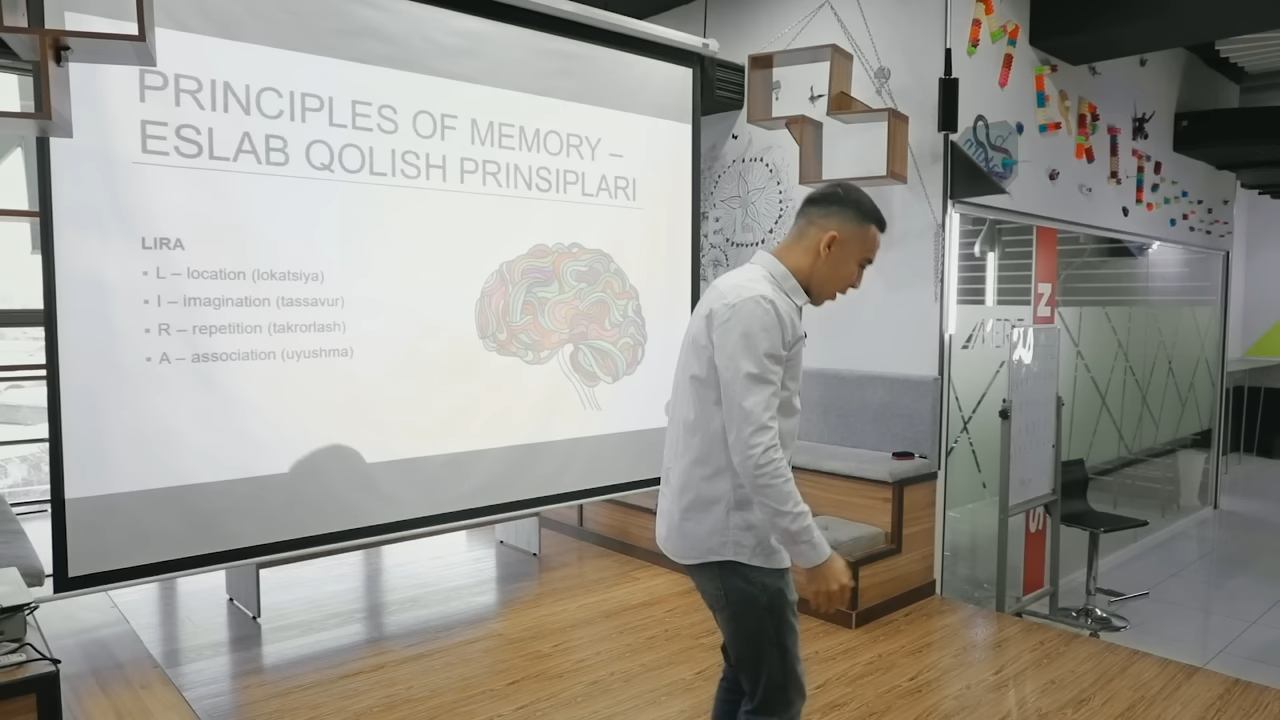 PRINCIPLES OF MEMORY –
ESLAB QOLISH PRINSIPLARI
LIRA
▪ L – location (lokatsiya)
▪ I – imagination (tassavur)
▪ R – repetition (takrorlash)
▪ A – association (uyushma)
N
S